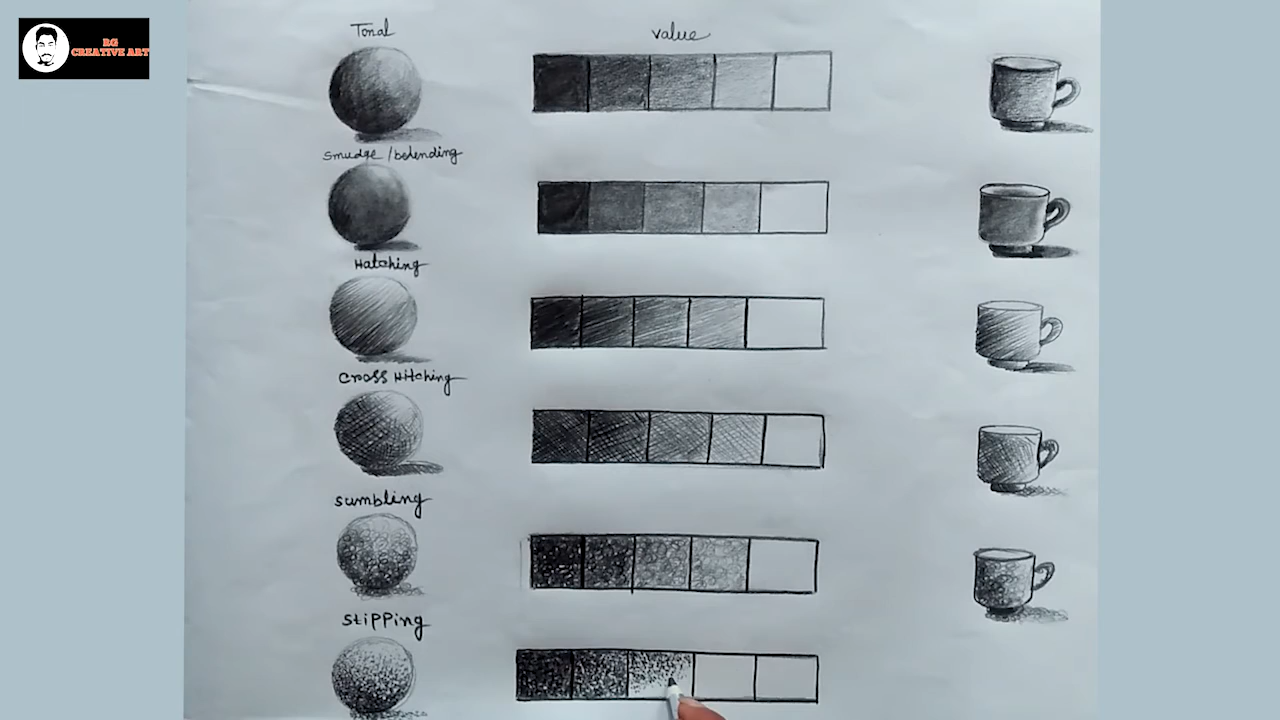 RG
CREATIVE ART
Tonal
value
Smudge/belending
Hatching
Cross Hitching
Sumbling
Stipping